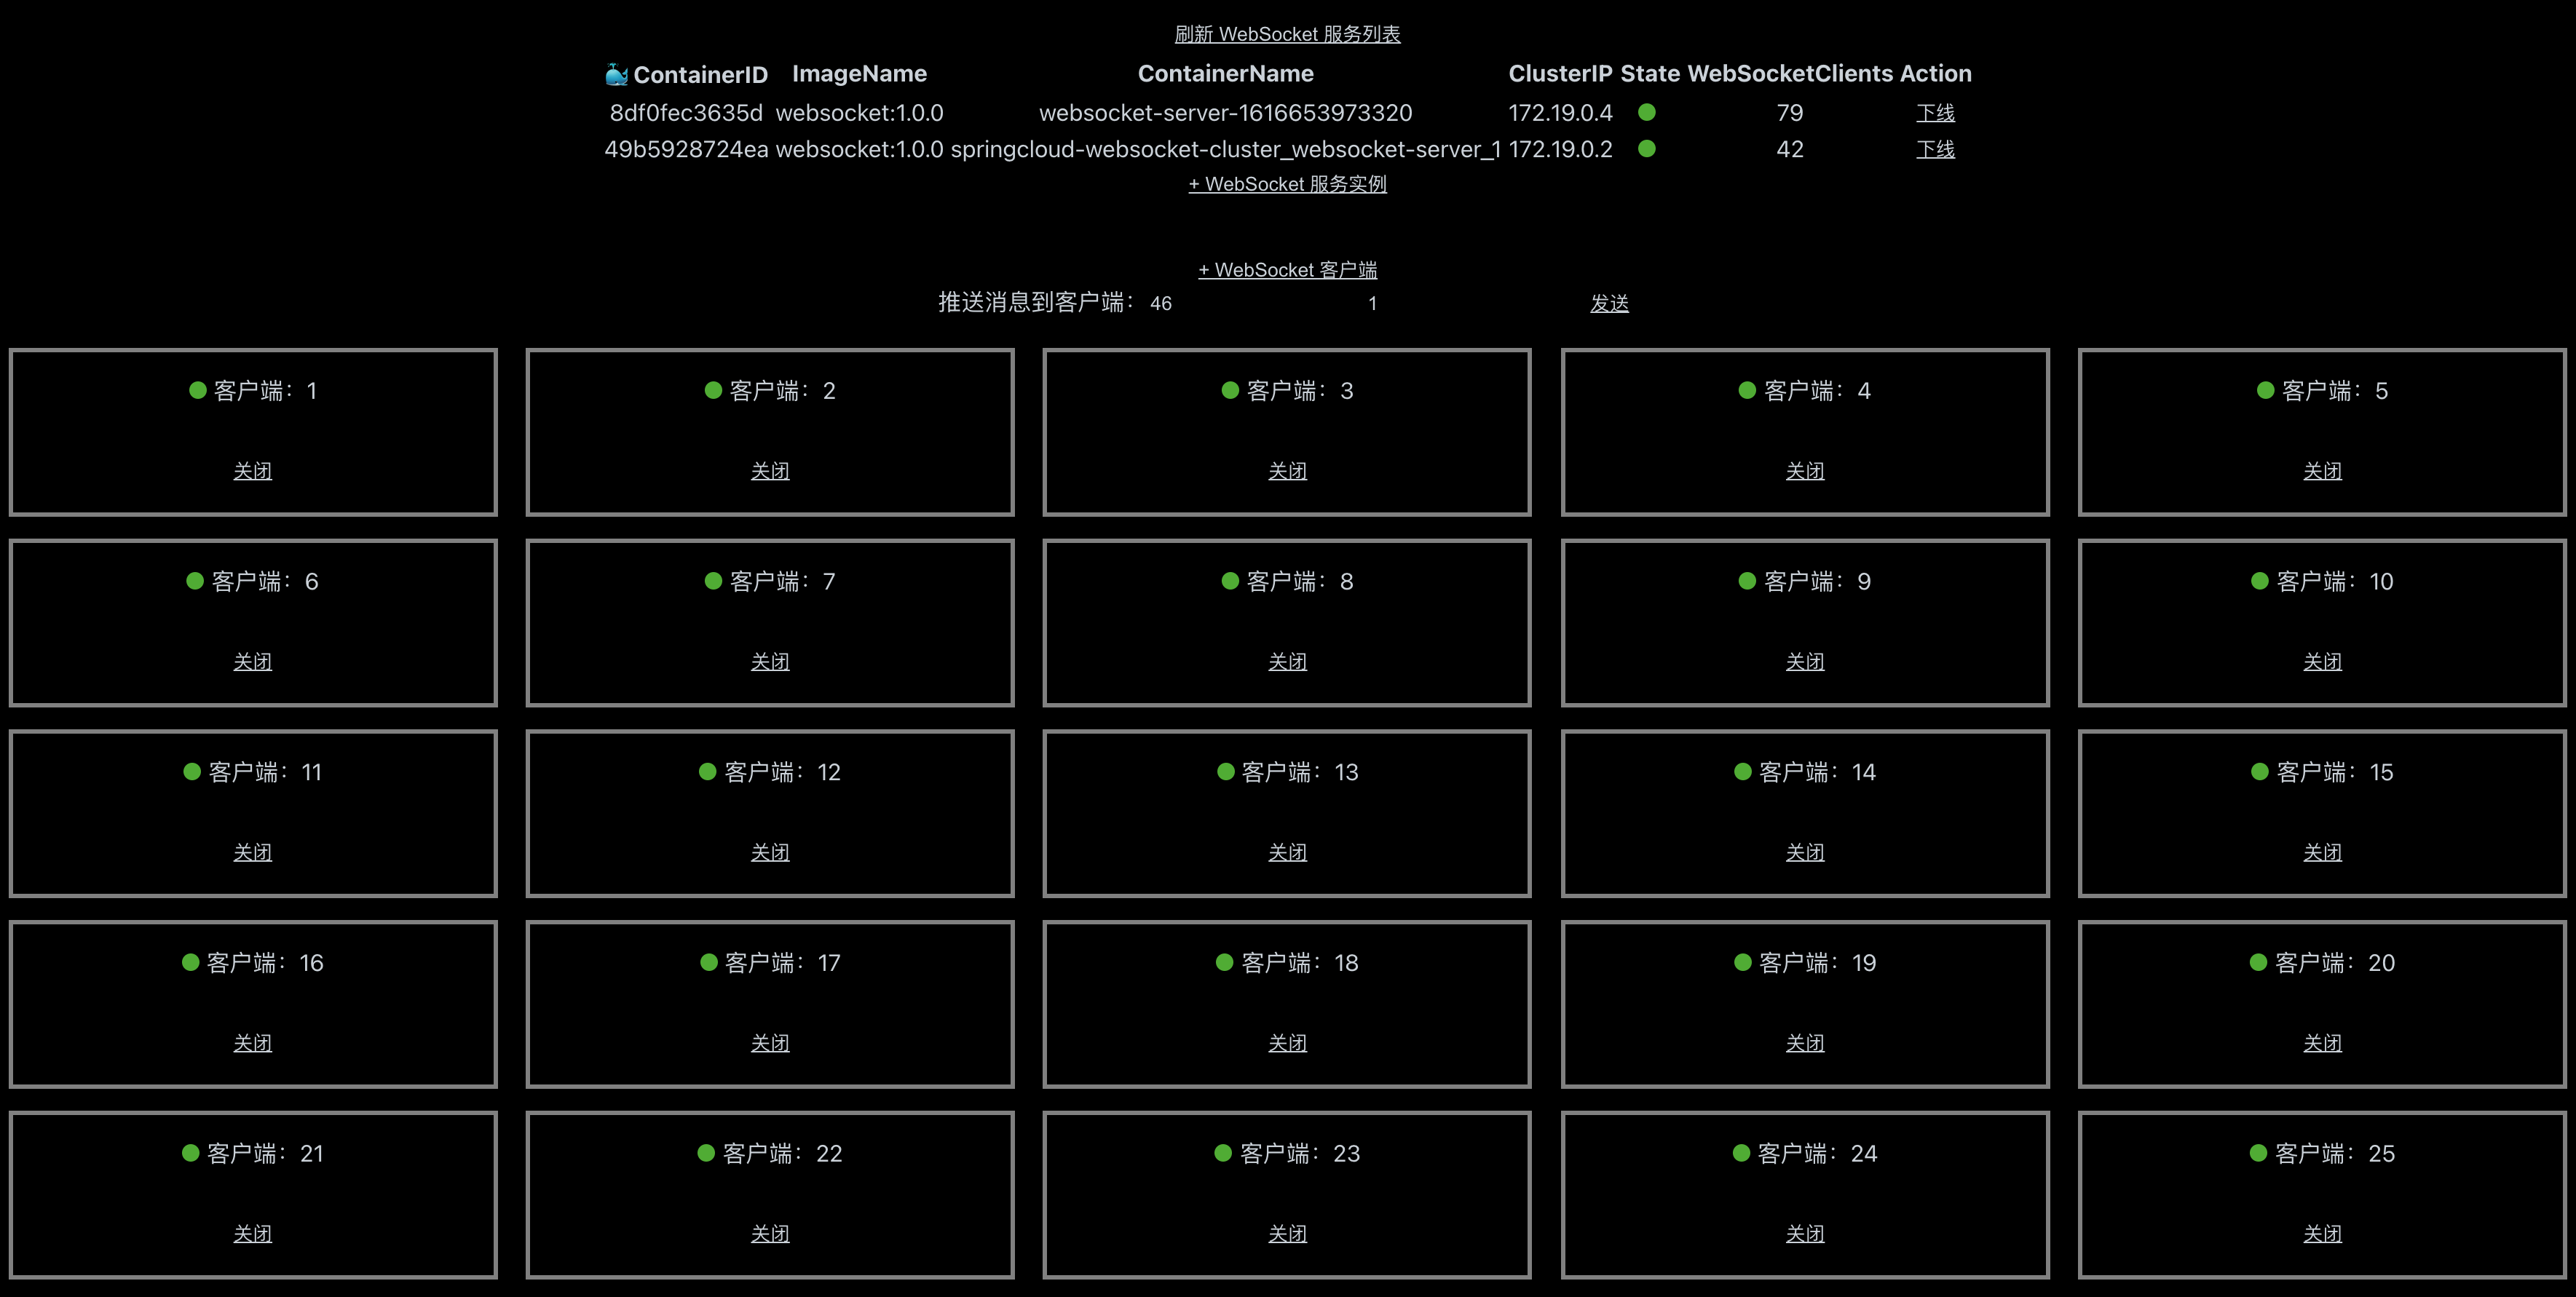 刷新 WebSocket 服务列表
ContainerID ImageName ContainerName ClusterIP State WebSocketClients Action
8df0fec3635d websocket:1.0.0 websocket-server-1616653973320 172.19.0.4 79 下线
49b5928724ea websocket:1.0.0 springcloud-websocket-cluster_websocket-server_1 172.19.0.2 42 下线
+ WebSocket 服务实例
+ WebSocket 客户端
推送消息到客户端： 46 1 发送
客户端：1 客户端：2 客户端：3 客户端：4 客户端：5
关闭 关闭 关闭 关闭 关闭
客户端：6 客户端：7 客户端：8 客户端：9 客户端：10
关闭 关闭 关闭 关闭 关闭
客户端：11 客户端：12 客户端：13 客户端：14 客户端：15
关闭 关闭 关闭 关闭 关闭
客户端：16 客户端：17 客户端：18 客户端：19 客户端：20
关闭 关闭 关闭 关闭 关闭
客户端：21 客户端：22 客户端：23 客户端：24 客户端：25
关闭 关闭 关闭 关闭 关闭